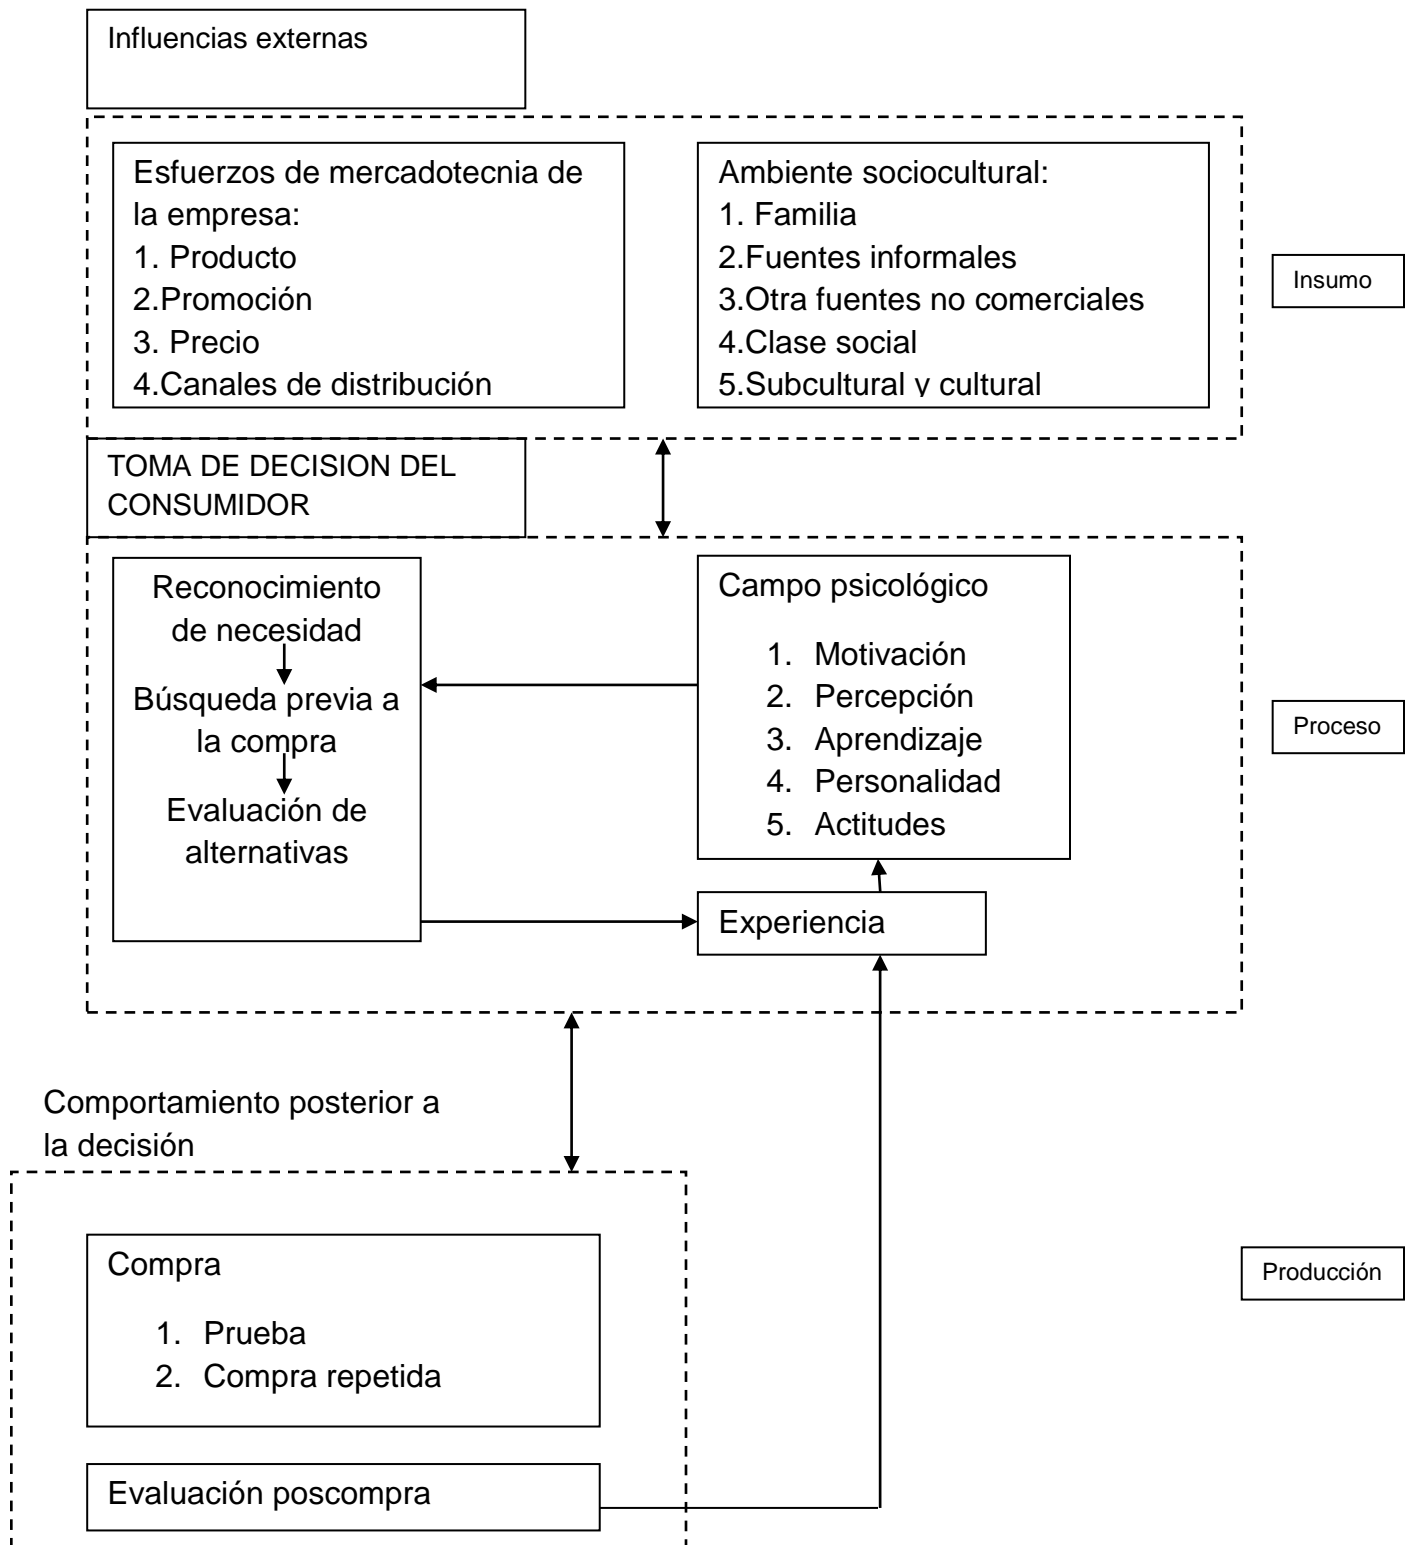 Influencias externas
Esfuerzos de mercadotecnia de
la empresa:
1. Producto
2.Promoción
3. Precio
4.Canales de distribución
Ambiente sociocultural:
1. Familia
2.Fuentes informales
3.Otra fuentes no comerciales
4.Clase social
5.Subcultural y cultural
Insumo
TOMA DE DECISION DEL
CONSUMIDOR
Reconocimiento
de necesidad
Búsqueda previa a
la compra
Evaluación de
alternativas
Campo psicológico
1. Motivación
2. Percepción
3. Aprendizaje
4. Personalidad
5. Actitudes
Proceso
Experiencia
Comportamiento posterior a
la decisión
Compra
1. Prueba
2. Compra repetida
Producción
Evaluación poscompra